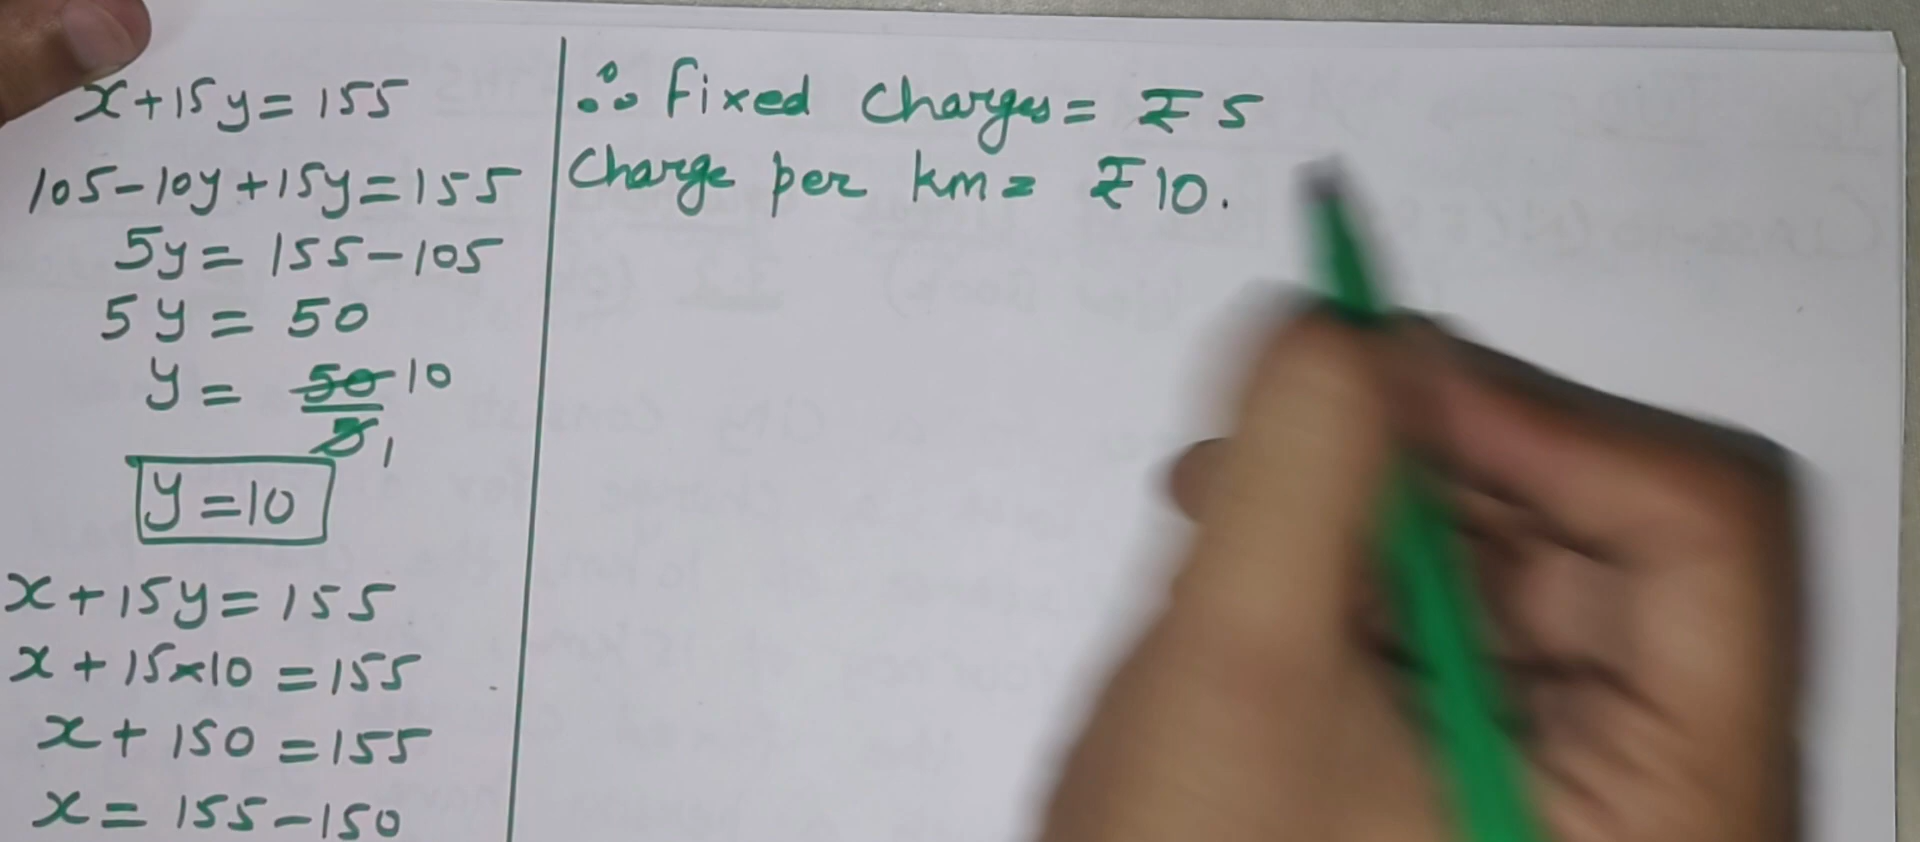 x+15y=155
105-10y+15y=155
5y=155-105
5y=50
y=50/5 10 1
y=10
x+15y=155
x+15×10=155
x+150=155
x=155-150
∴ Fixed Charges= ₹5
Charge per km= ₹10.